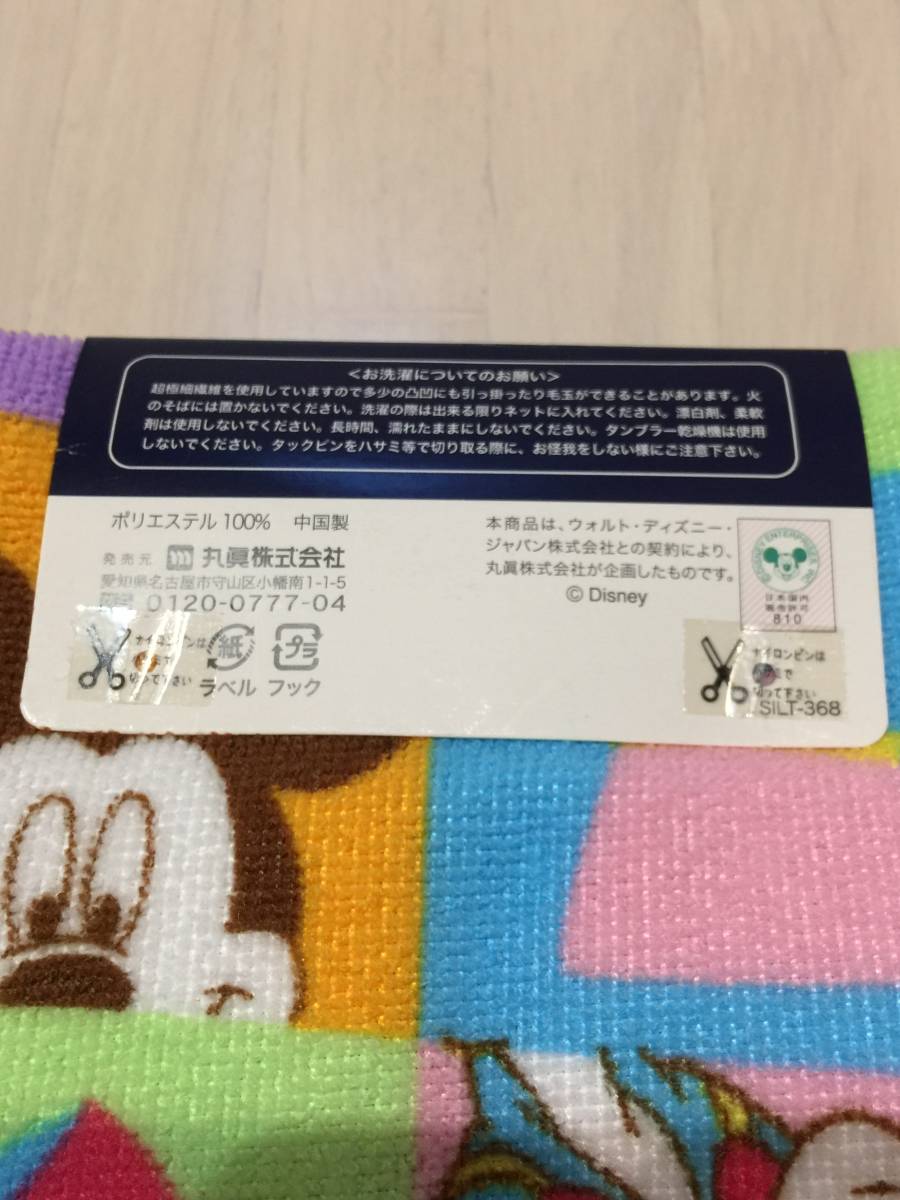 <お洗濯についてのお願い>
超極細繊維を使用していますので多少の凸凹にも引っ掛ったり毛玉ができることがあります。火
のそばには置かないでください。洗濯の際は出来る限りネットに入れてください。漂白剤、柔軟
剤は使用しないでください。長時間、濡れたままにしないでください。タンブラー乾燥機は使用
しないでください。タックピンをハサミ等で切り取る際に、お怪我をしない様にご注意下さい。
ポリエステル100% 中国製
発売元 丸眞株式会社
愛知県名古屋市守山区小幡南1-1-5
0120-0777-04
本商品は、ウォルト・ディズニー・
ジャパン株式会社との契約により、
丸眞株式会社が企画したものです。
© Disney
日本国内
販売許可
810
ナイロンピンは
切って下さい
紙
ラベル
プラ
フック
ナイロンピンは
切って下さい
SILT-368